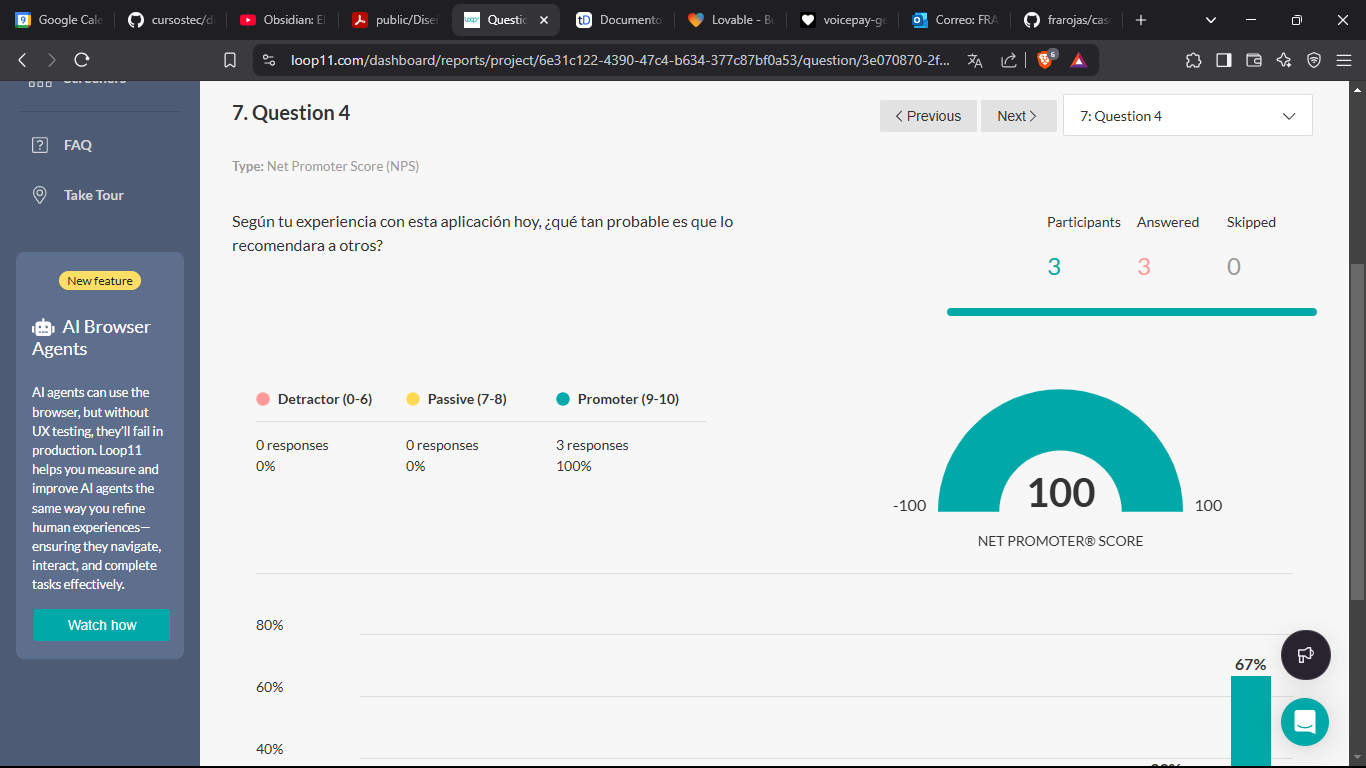 Google Cale
cursostec/di
Obsidian: El
public/Diseñ
loop
Questic
Documento
Lovable - Bu
voicepay-ge
Correo: FRA
frarojas/cas
loop11.com/dashboard/reports/project/6e31c122-4390-47c4-b634-377c87bf0a53/question/3e070870-2f...
6
Screeners
FAQ
Take Tour
New feature
AI Browser
Agents
AI agents can use the
browser, but without
UX testing, they'll fail in
production. Loop11
helps you measure and
improve AI agents the
same way you refine
human experiences—
ensuring they navigate,
interact, and complete
tasks effectively.
Watch how
7. Question 4
Previous
Next
7: Question 4
Type: Net Promoter Score (NPS)
Según tu experiencia con esta aplicación hoy, ¿qué tan probable es que lo
recomendara a otros?
Participants Answered Skipped
3 3 0
Detractor (0-6) Passive (7-8) Promoter (9-10)
0 responses 0 responses 3 responses
0% 0% 100%
100
-100 100
NET PROMOTER® SCORE
80%
67%
60%
40%